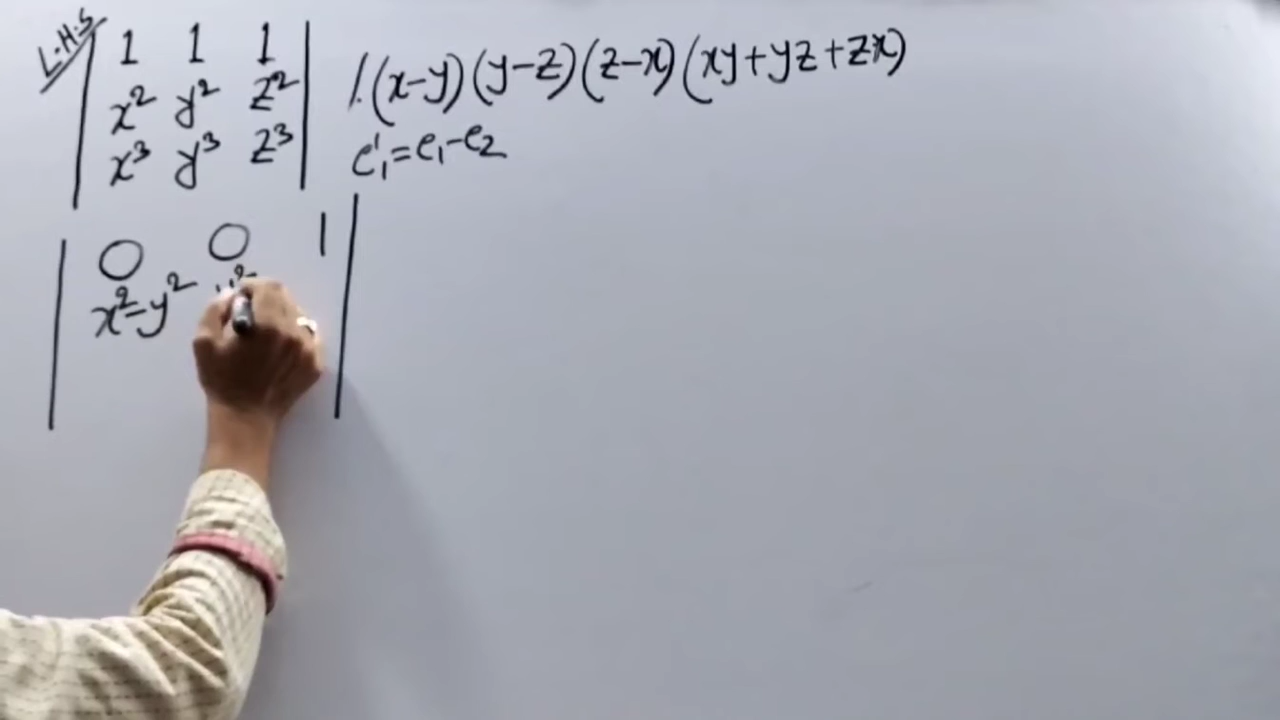 L.H.S
| 1 1 1 | /.(x-y)(y-z)(z-x)(xy+yz+zx)
| x² y² z² |
| x³ y³ z³ | c₁'=c₁-c₂
| 0 0 1 |
| x²-y²